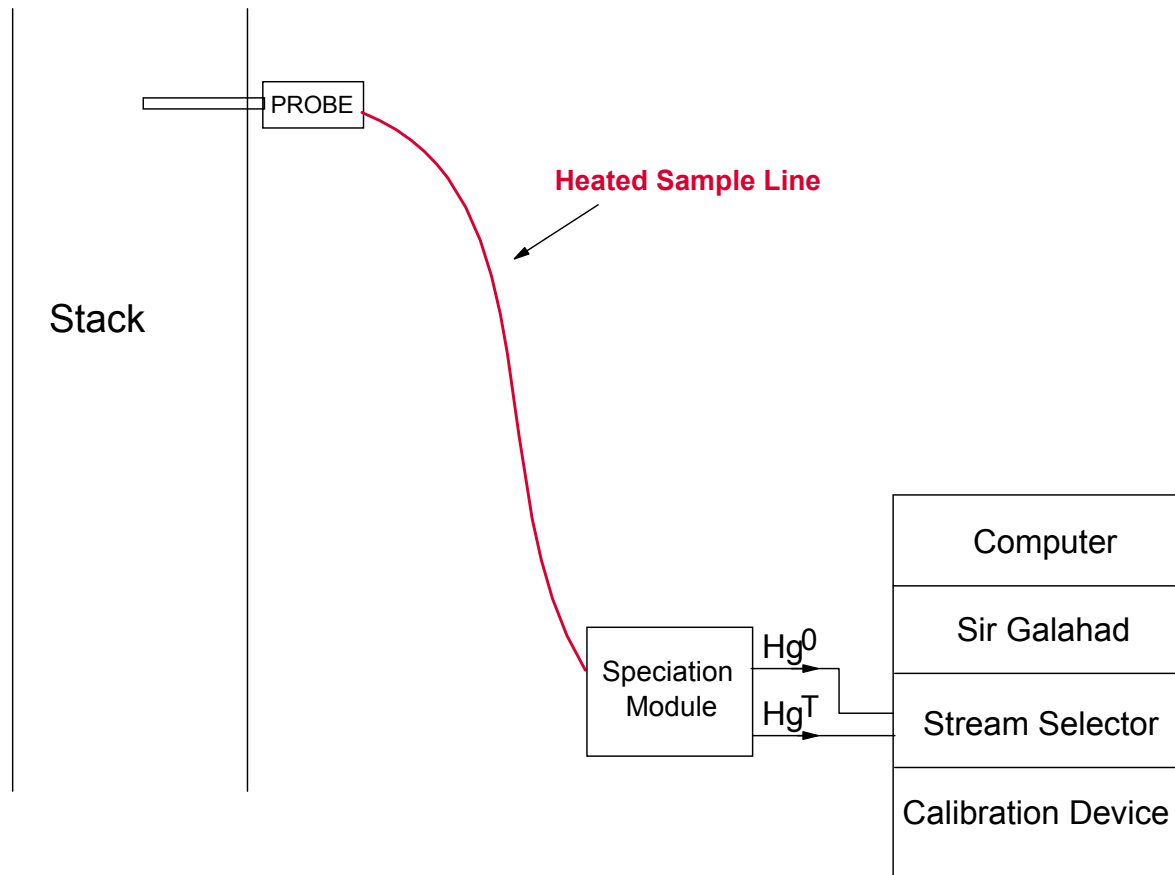 PROBE
Heated Sample Line
Stack
Computer
Sir Galahad
Speciation
Module
Hg0
HgT
Stream Selector
Calibration Device